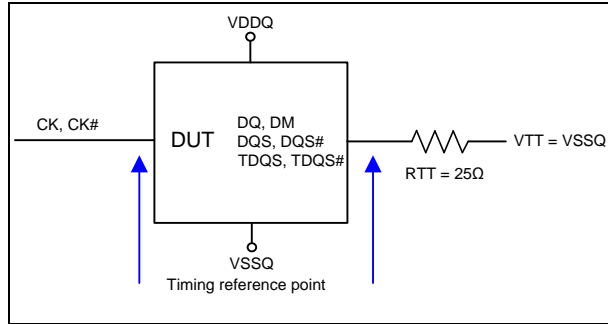 VDDQ
CK, CK#
DUT
DQ, DM
DQS, DQS#
TDQS, TDQS#
VTT = VSSQ
RTT = 25Ω
VSSQ
Timing reference point